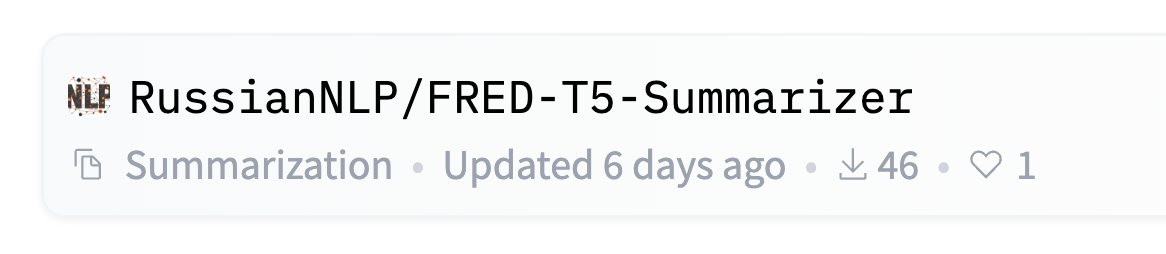 NLP RussianNLP/FRED-T5-Summarizer
Summarization • Updated 6 days ago • 46 • 1